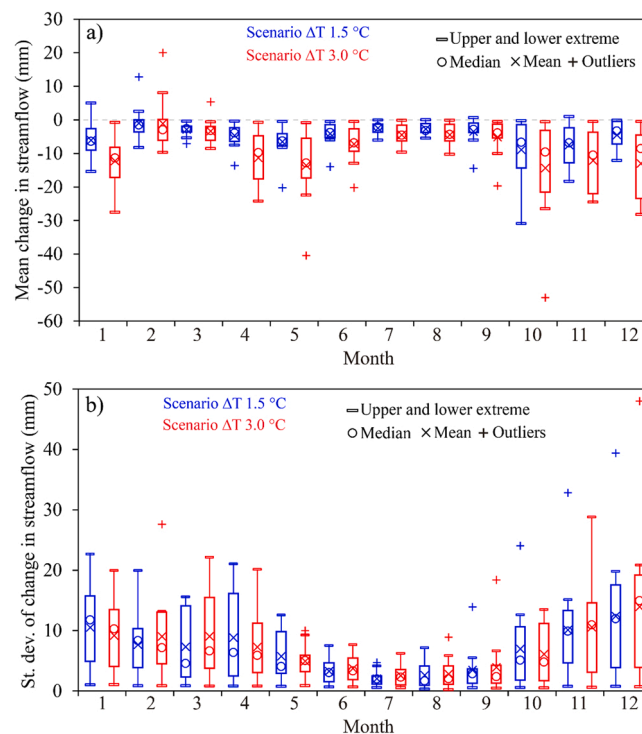 a)
Scenario ΔT 1.5 °C
Scenario ΔT 3.0 °C
Upper and lower extreme
Median Mean Outliers
Mean change in streamflow (mm)
20
10
0
-10
-20
-30
-40
-50
-60
1 2 3 4 5 6 7 8 9 10 11 12
Month
b)
Scenario ΔT 1.5 °C
Scenario ΔT 3.0 °C
Upper and lower extreme
Median Mean Outliers
St. dev. of change in streamflow (mm)
50
40
30
20
10
0
1 2 3 4 5 6 7 8 9 10 11 12
Month